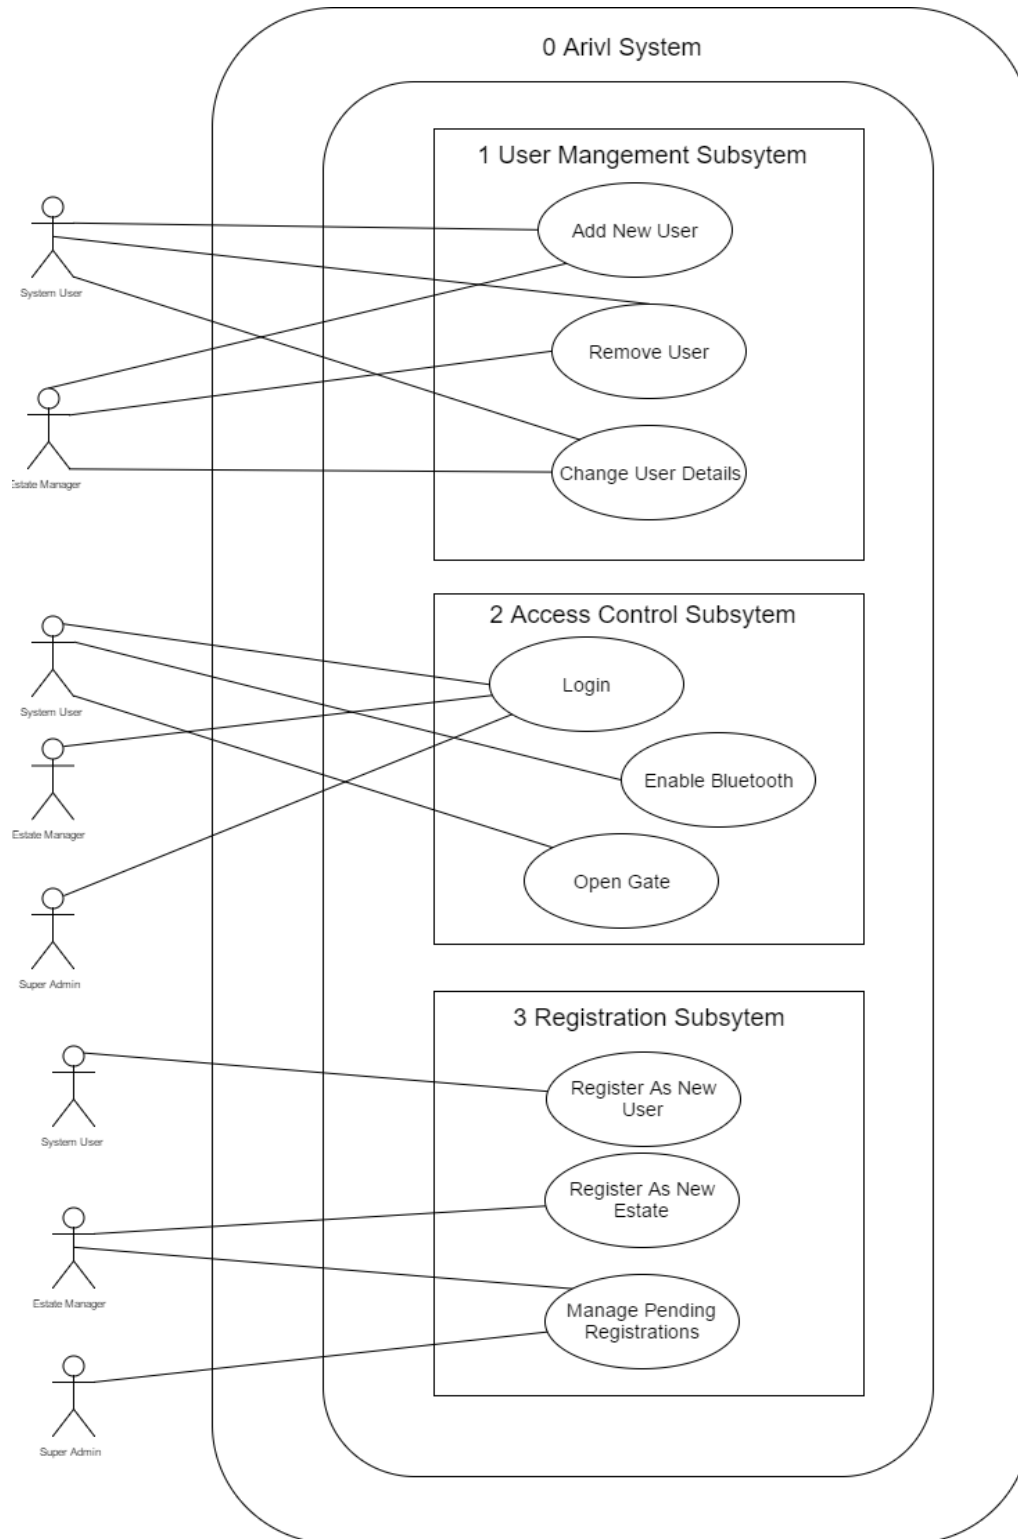 0 Arivl System
1 User Mangement Subsytem
Add New User
System User
Remove User
Estate Manager
Change User Details
2 Access Control Subsytem
Login
System User
Enable Bluetooth
Estate Manager
Open Gate
Super Admin
3 Registration Subsytem
Register As New
User
System User
Register As New
Estate
Estate Manager
Manage Pending
Registrations
Super Admin